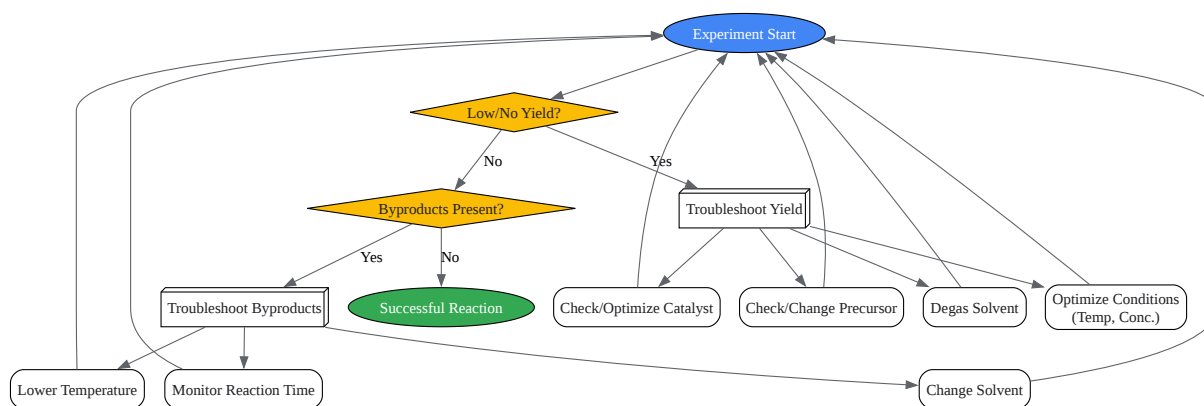 Experiment Start
Low/No Yield?
No
Yes
Byproducts Present?
Troubleshoot Yield
Yes
No
Troubleshoot Byproducts
Successful Reaction
Check/Optimize Catalyst
Check/Change Precursor
Degas Solvent
Optimize Conditions
(Temp, Conc.)
Lower Temperature
Monitor Reaction Time
Change Solvent